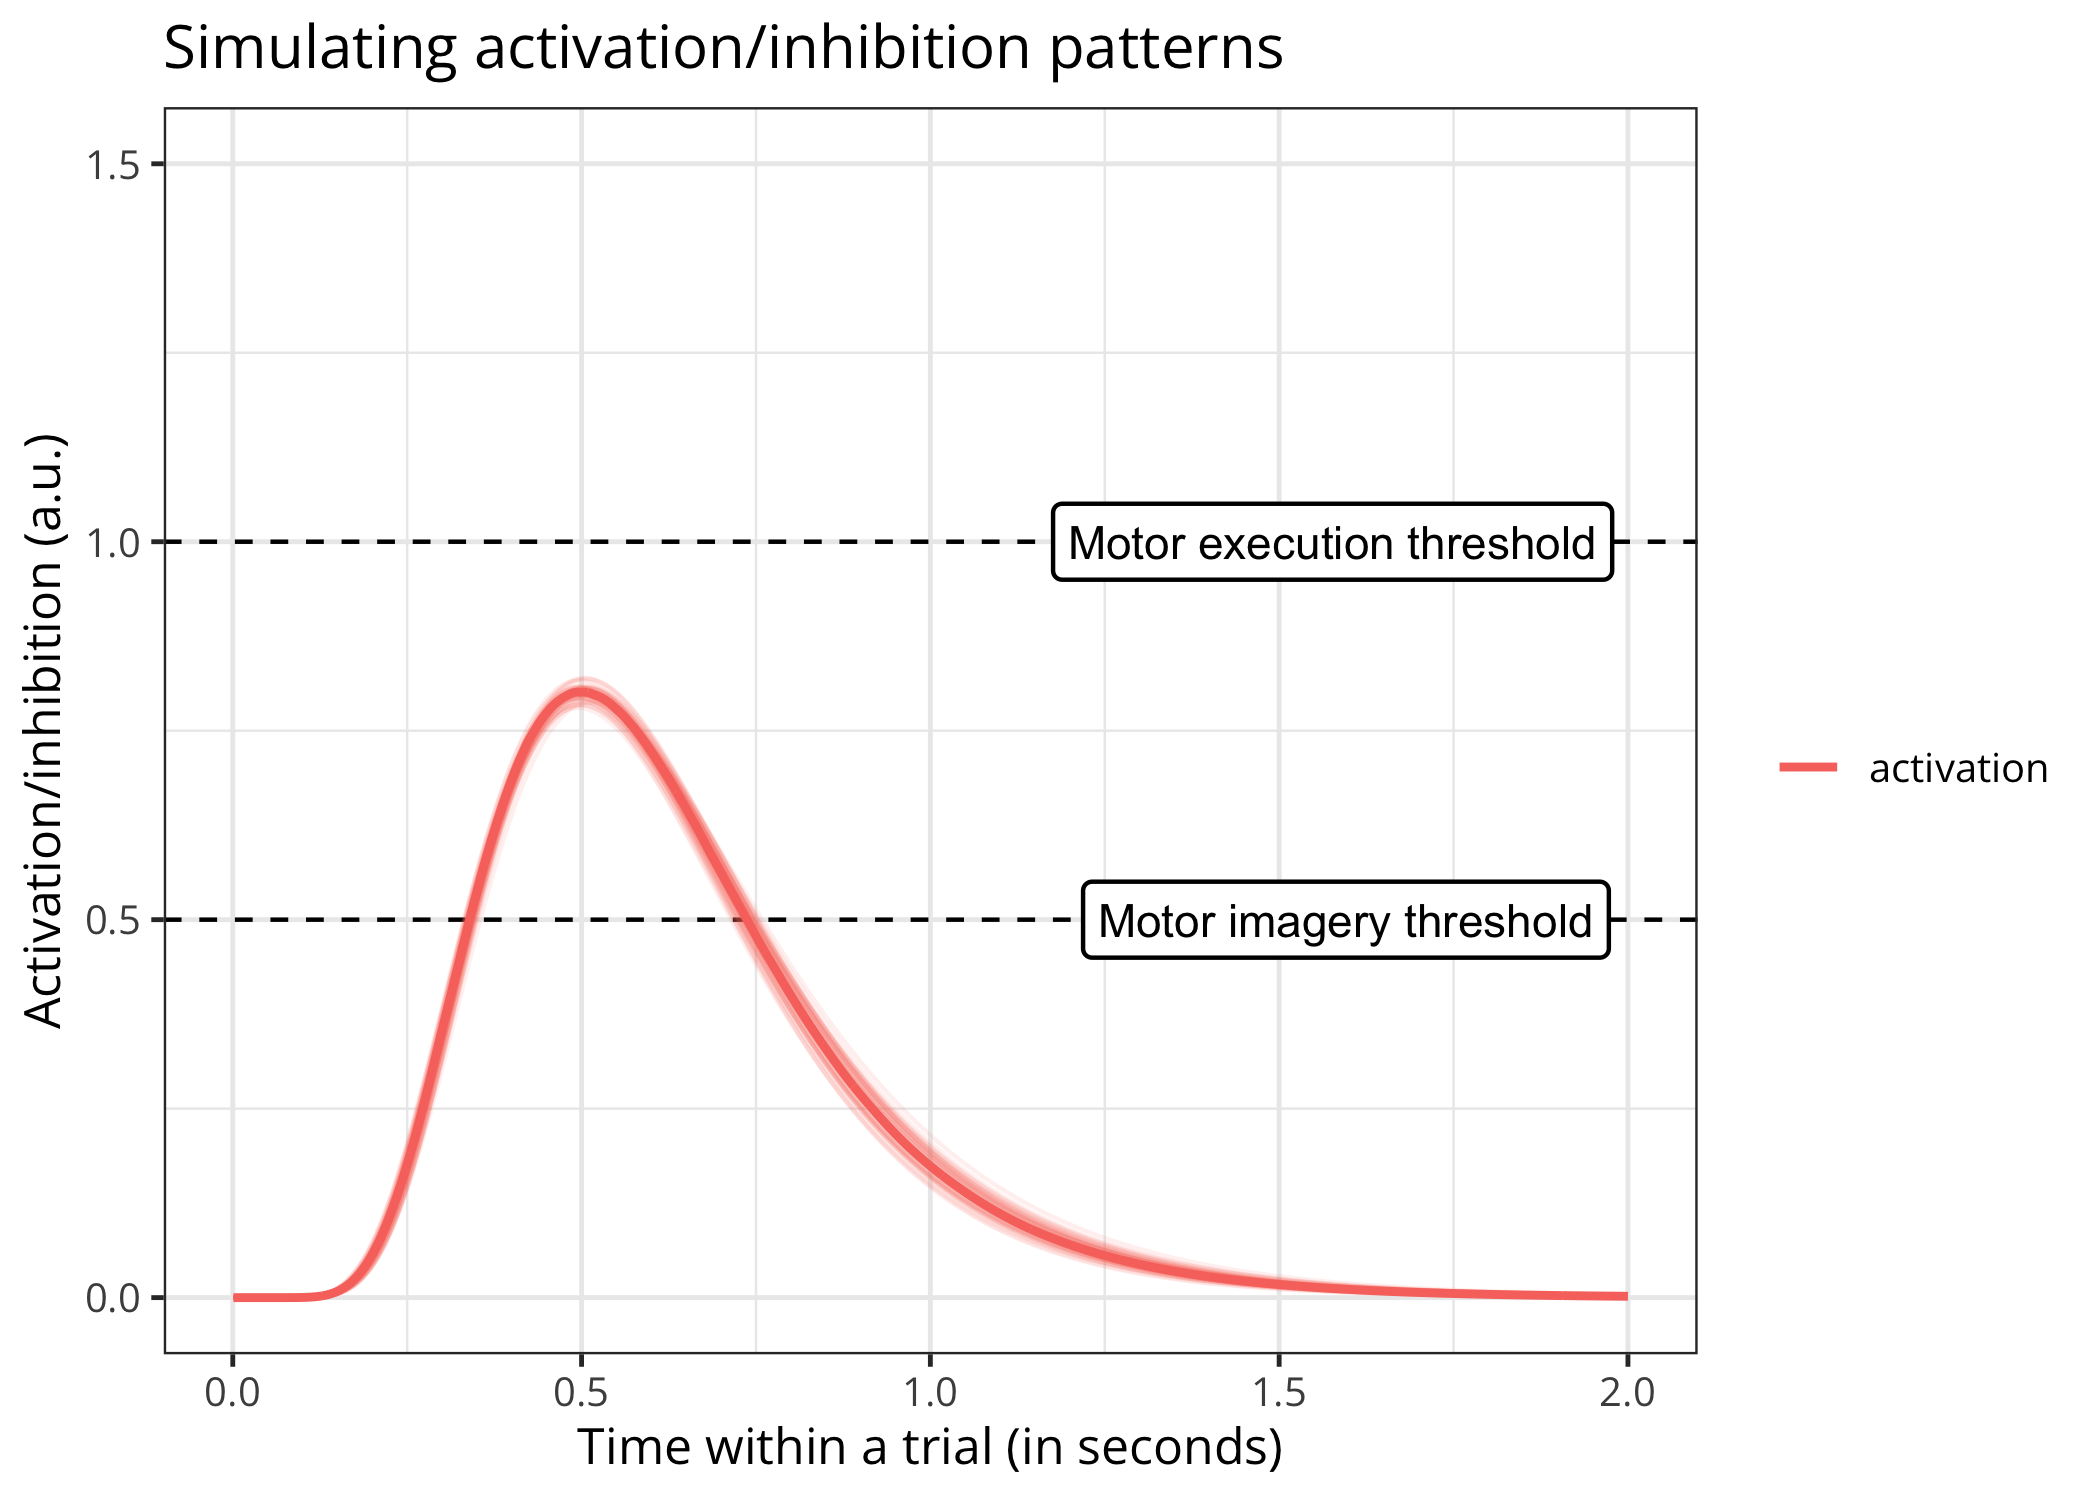 Simulating activation/inhibition patterns
Activation/inhibition (a.u.)
1.5
1.0
0.5
0.0
Motor execution threshold
Motor imagery threshold
activation
0.0 0.5 1.0 1.5 2.0
Time within a trial (in seconds)